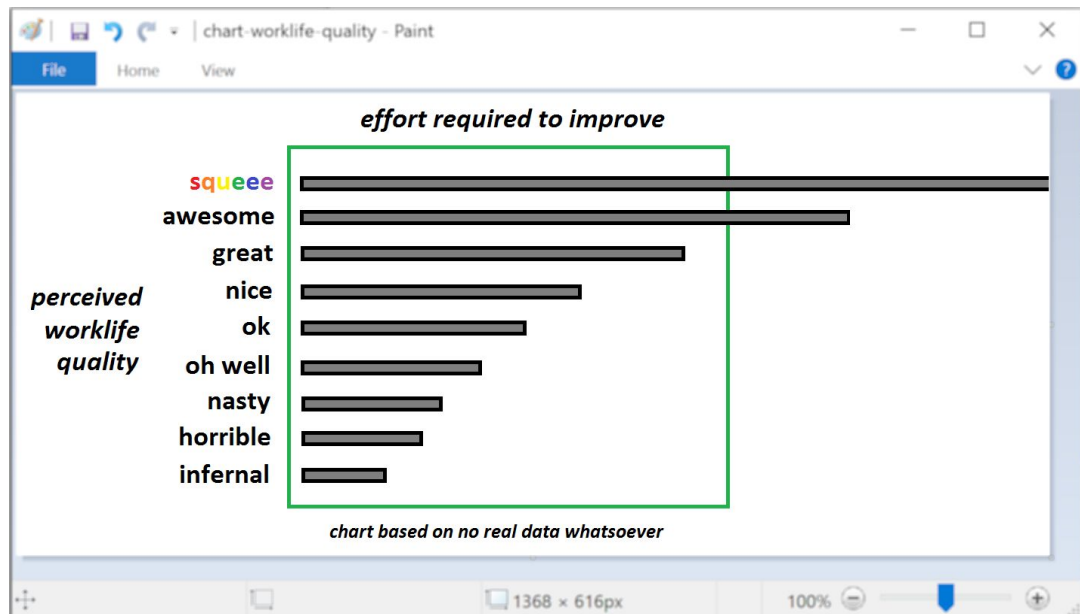 chart-worklife-quality - Paint
File Home View
effort required to improve
squeee
awesome
great
nice
perceived
worklife
quality
ok
oh well
nasty
horrible
infernal
chart based on no real data whatsoever
1368 × 616px 100%